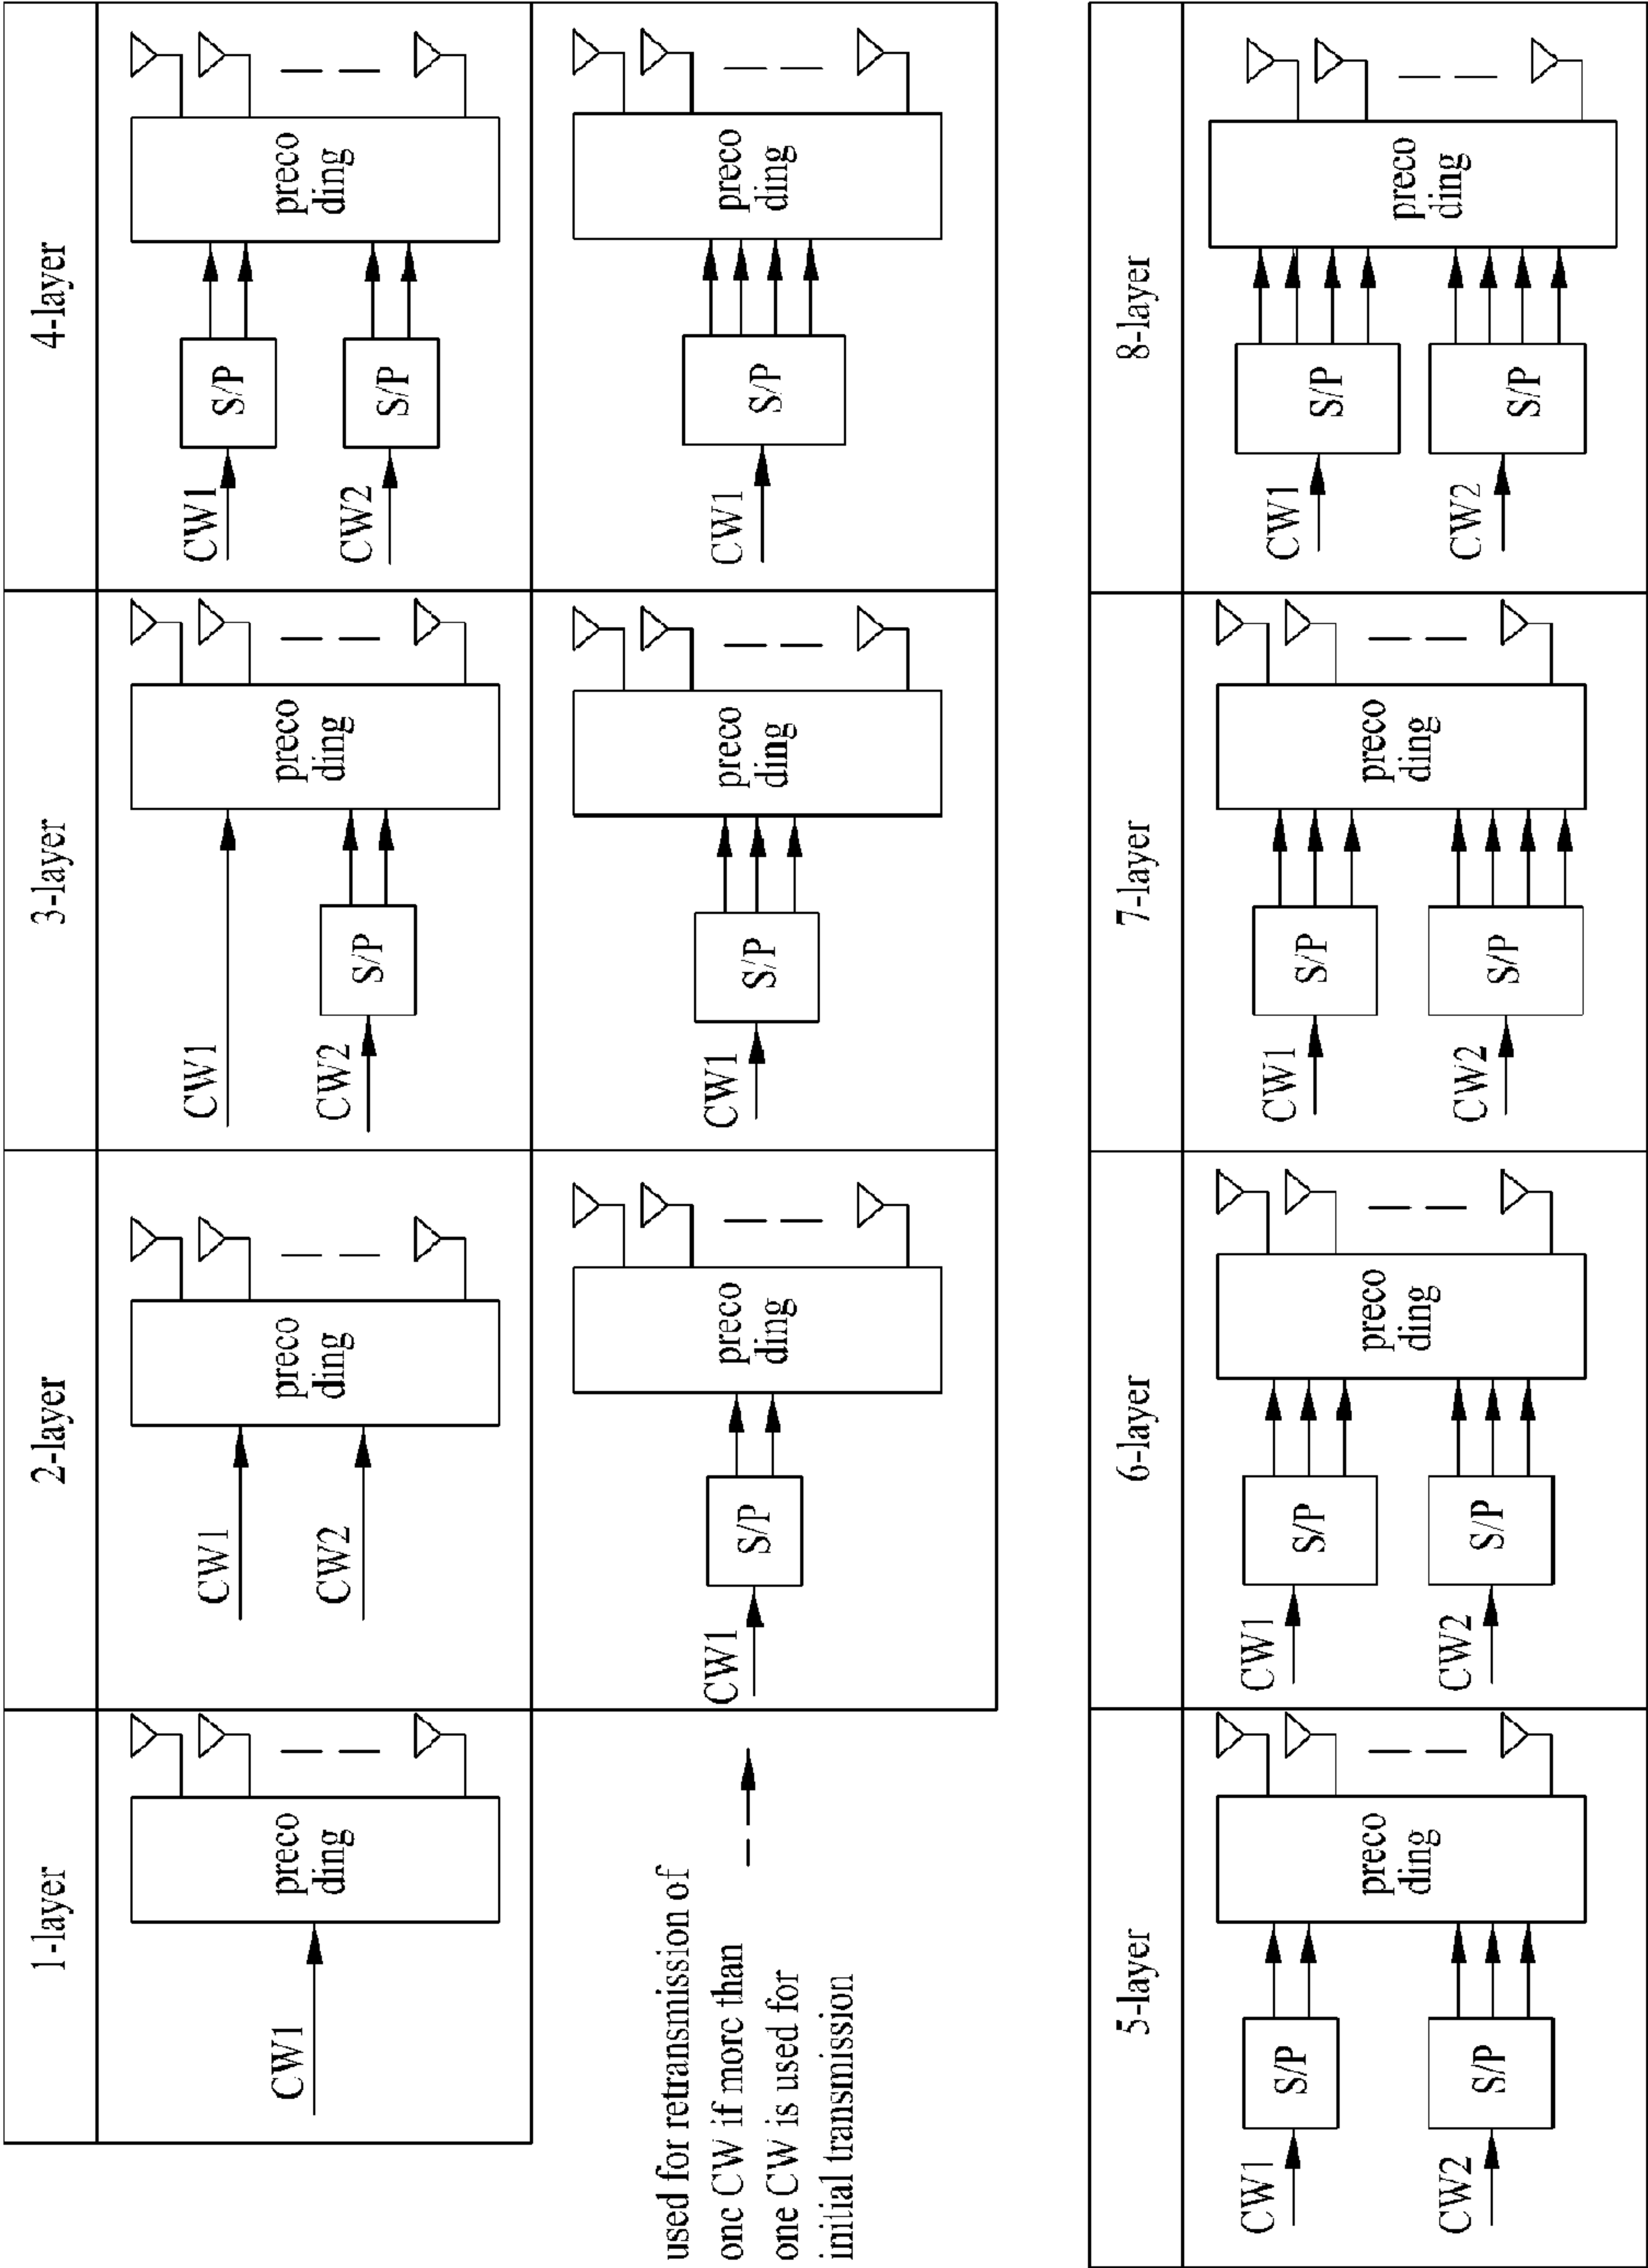 1-layer
2-layer
3-layer
4-layer
CW1
preco
ding
CW1
CW2
preco
ding
CW1
CW2
S/P
preco
ding
CW1
CW2
S/P
S/P
preco
ding
used for retransmission of
one CW if more than
one CW is used for
initial transmission
CW1
S/P
preco
ding
CW1
S/P
preco
ding
CW1
S/P
preco
ding
5-layer
6-layer
7-layer
8-layer
CW1
CW2
S/P
S/P
preco
ding
CW1
CW2
S/P
S/P
preco
ding
CW1
CW2
S/P
S/P
preco
ding
CW1
CW2
S/P
S/P
preco
ding